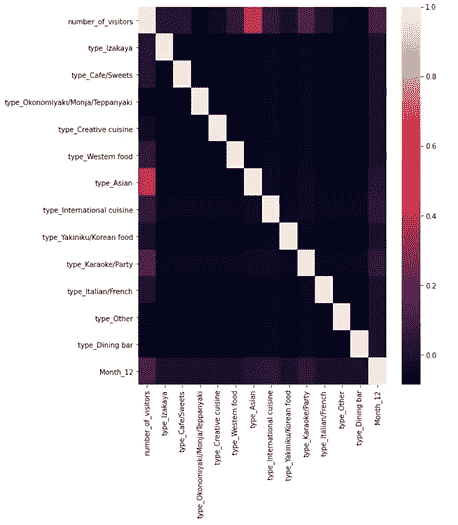 number_of_visitors
type_Izakaya
type_Cafe/Sweets
type_Okonomiyaki/Monja/Teppanyaki
type_Creative cuisine
type_Western food
type_Asian
type_International cuisine
type_Yakiniku/Korean food
type_Karaoke/Party
type_Italian/French
type_Other
type_Dining bar
Month_12
number_of_visitors
type_Izakaya
type_Cafe/Sweets
type_Okonomiyaki/Monja/Teppanyaki
type_Creative cuisine
type_Western food
type_Asian
type_International cuisine
type_Yakiniku/Korean food
type_Karaoke/Party
type_Italian/French
type_Other
type_Dining bar
Month_12
1.0
0.8
0.6
0.4
0.2
0.0